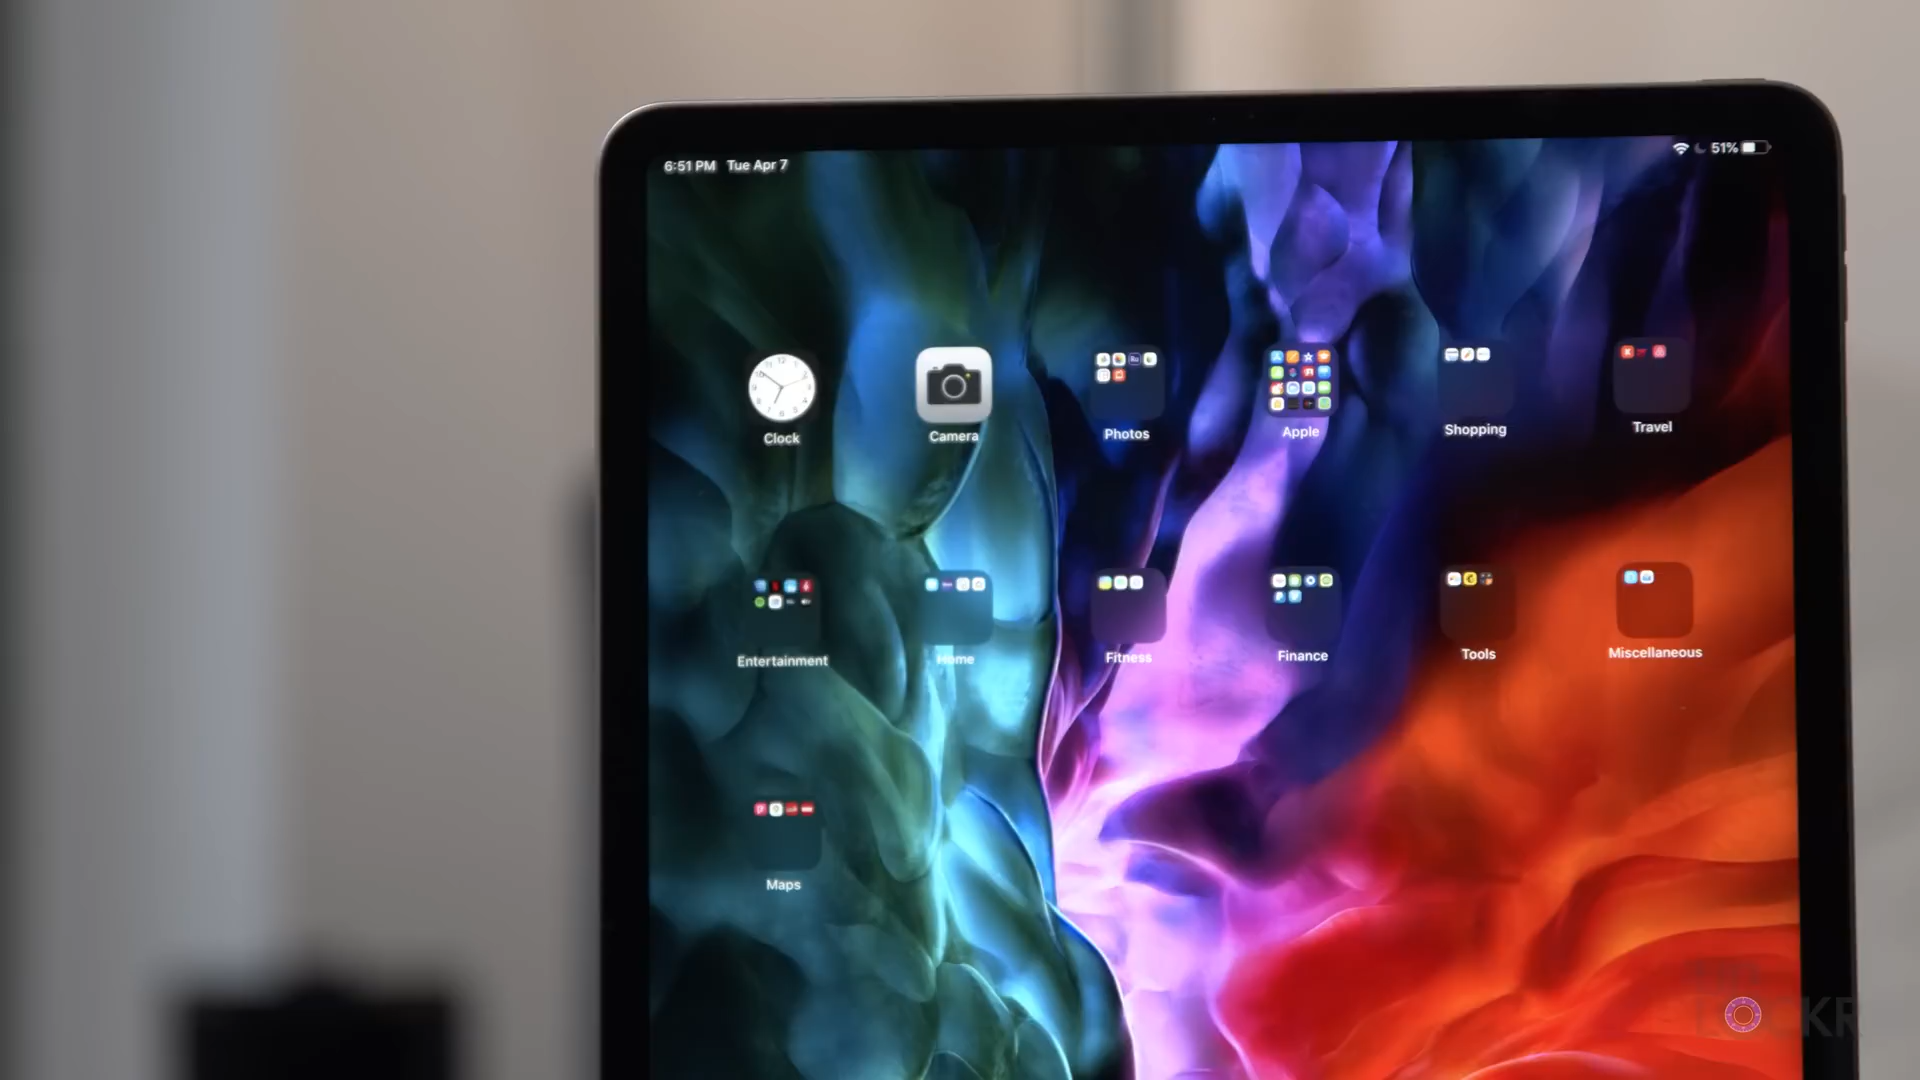 6:51 PM Tue Apr 7
51%
Clock
Camera
Photos
Apple
Shopping
Travel
Entertainment
Home
Fitness
Finance
Tools
Miscellaneous
Maps